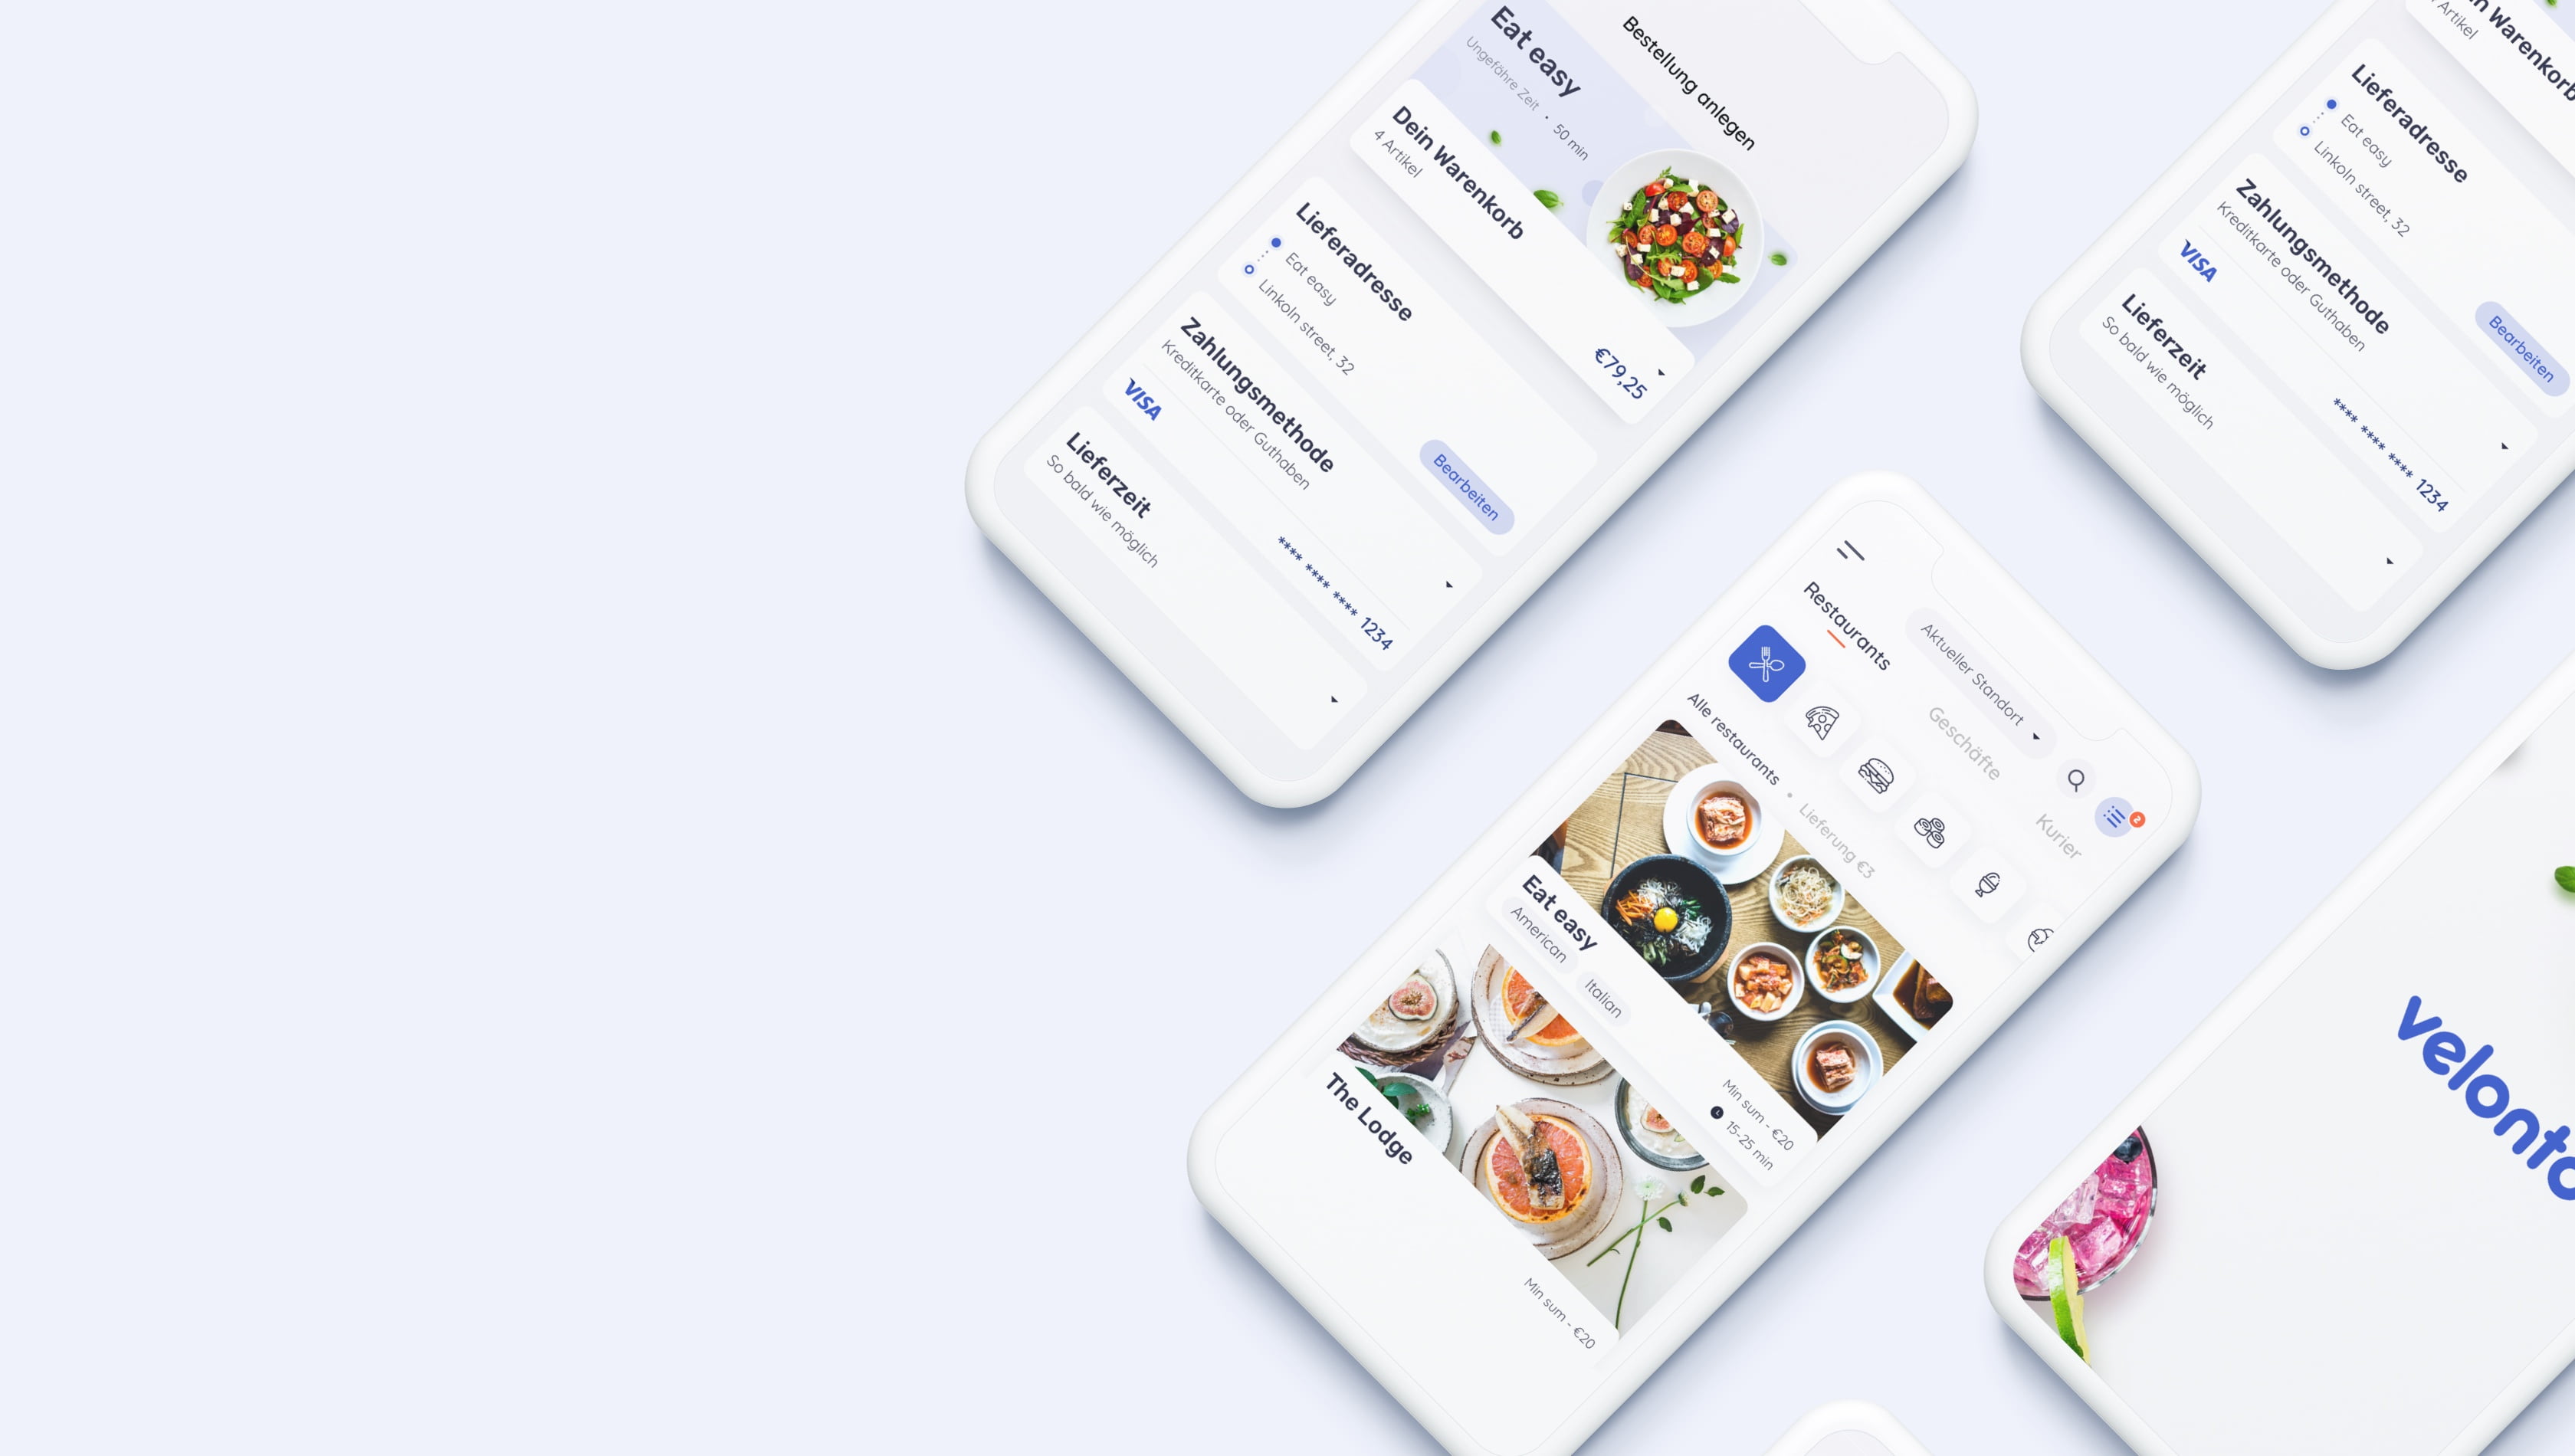 Bestellung anlegen
Eat easy
Ungefähre Zeit • 50 min
Dein Warenkorb
4 Artikel
€79,25
Lieferadresse
Eat easy
Linkoln street, 32
Bearbeiten
Zahlungsmethode
Kreditkarte oder Guthaben
VISA
**** **** **** 1234
Lieferzeit
So bald wie möglich
Warenkorb
Artikel
Lieferadresse
Eat easy
Linkoln street, 32
Bearbeiten
Zahlungsmethode
Kreditkarte oder Guthaben
VISA
**** **** **** 1234
Lieferzeit
So bald wie möglich
Aktueller Standort
2
Restaurants
Geschäfte
Kurier
Alle restaurants • Lieferung €3
Eat easy
American
Italian
Min sum - €20
15-25 min
The Lodge
Min sum - €20
velonto